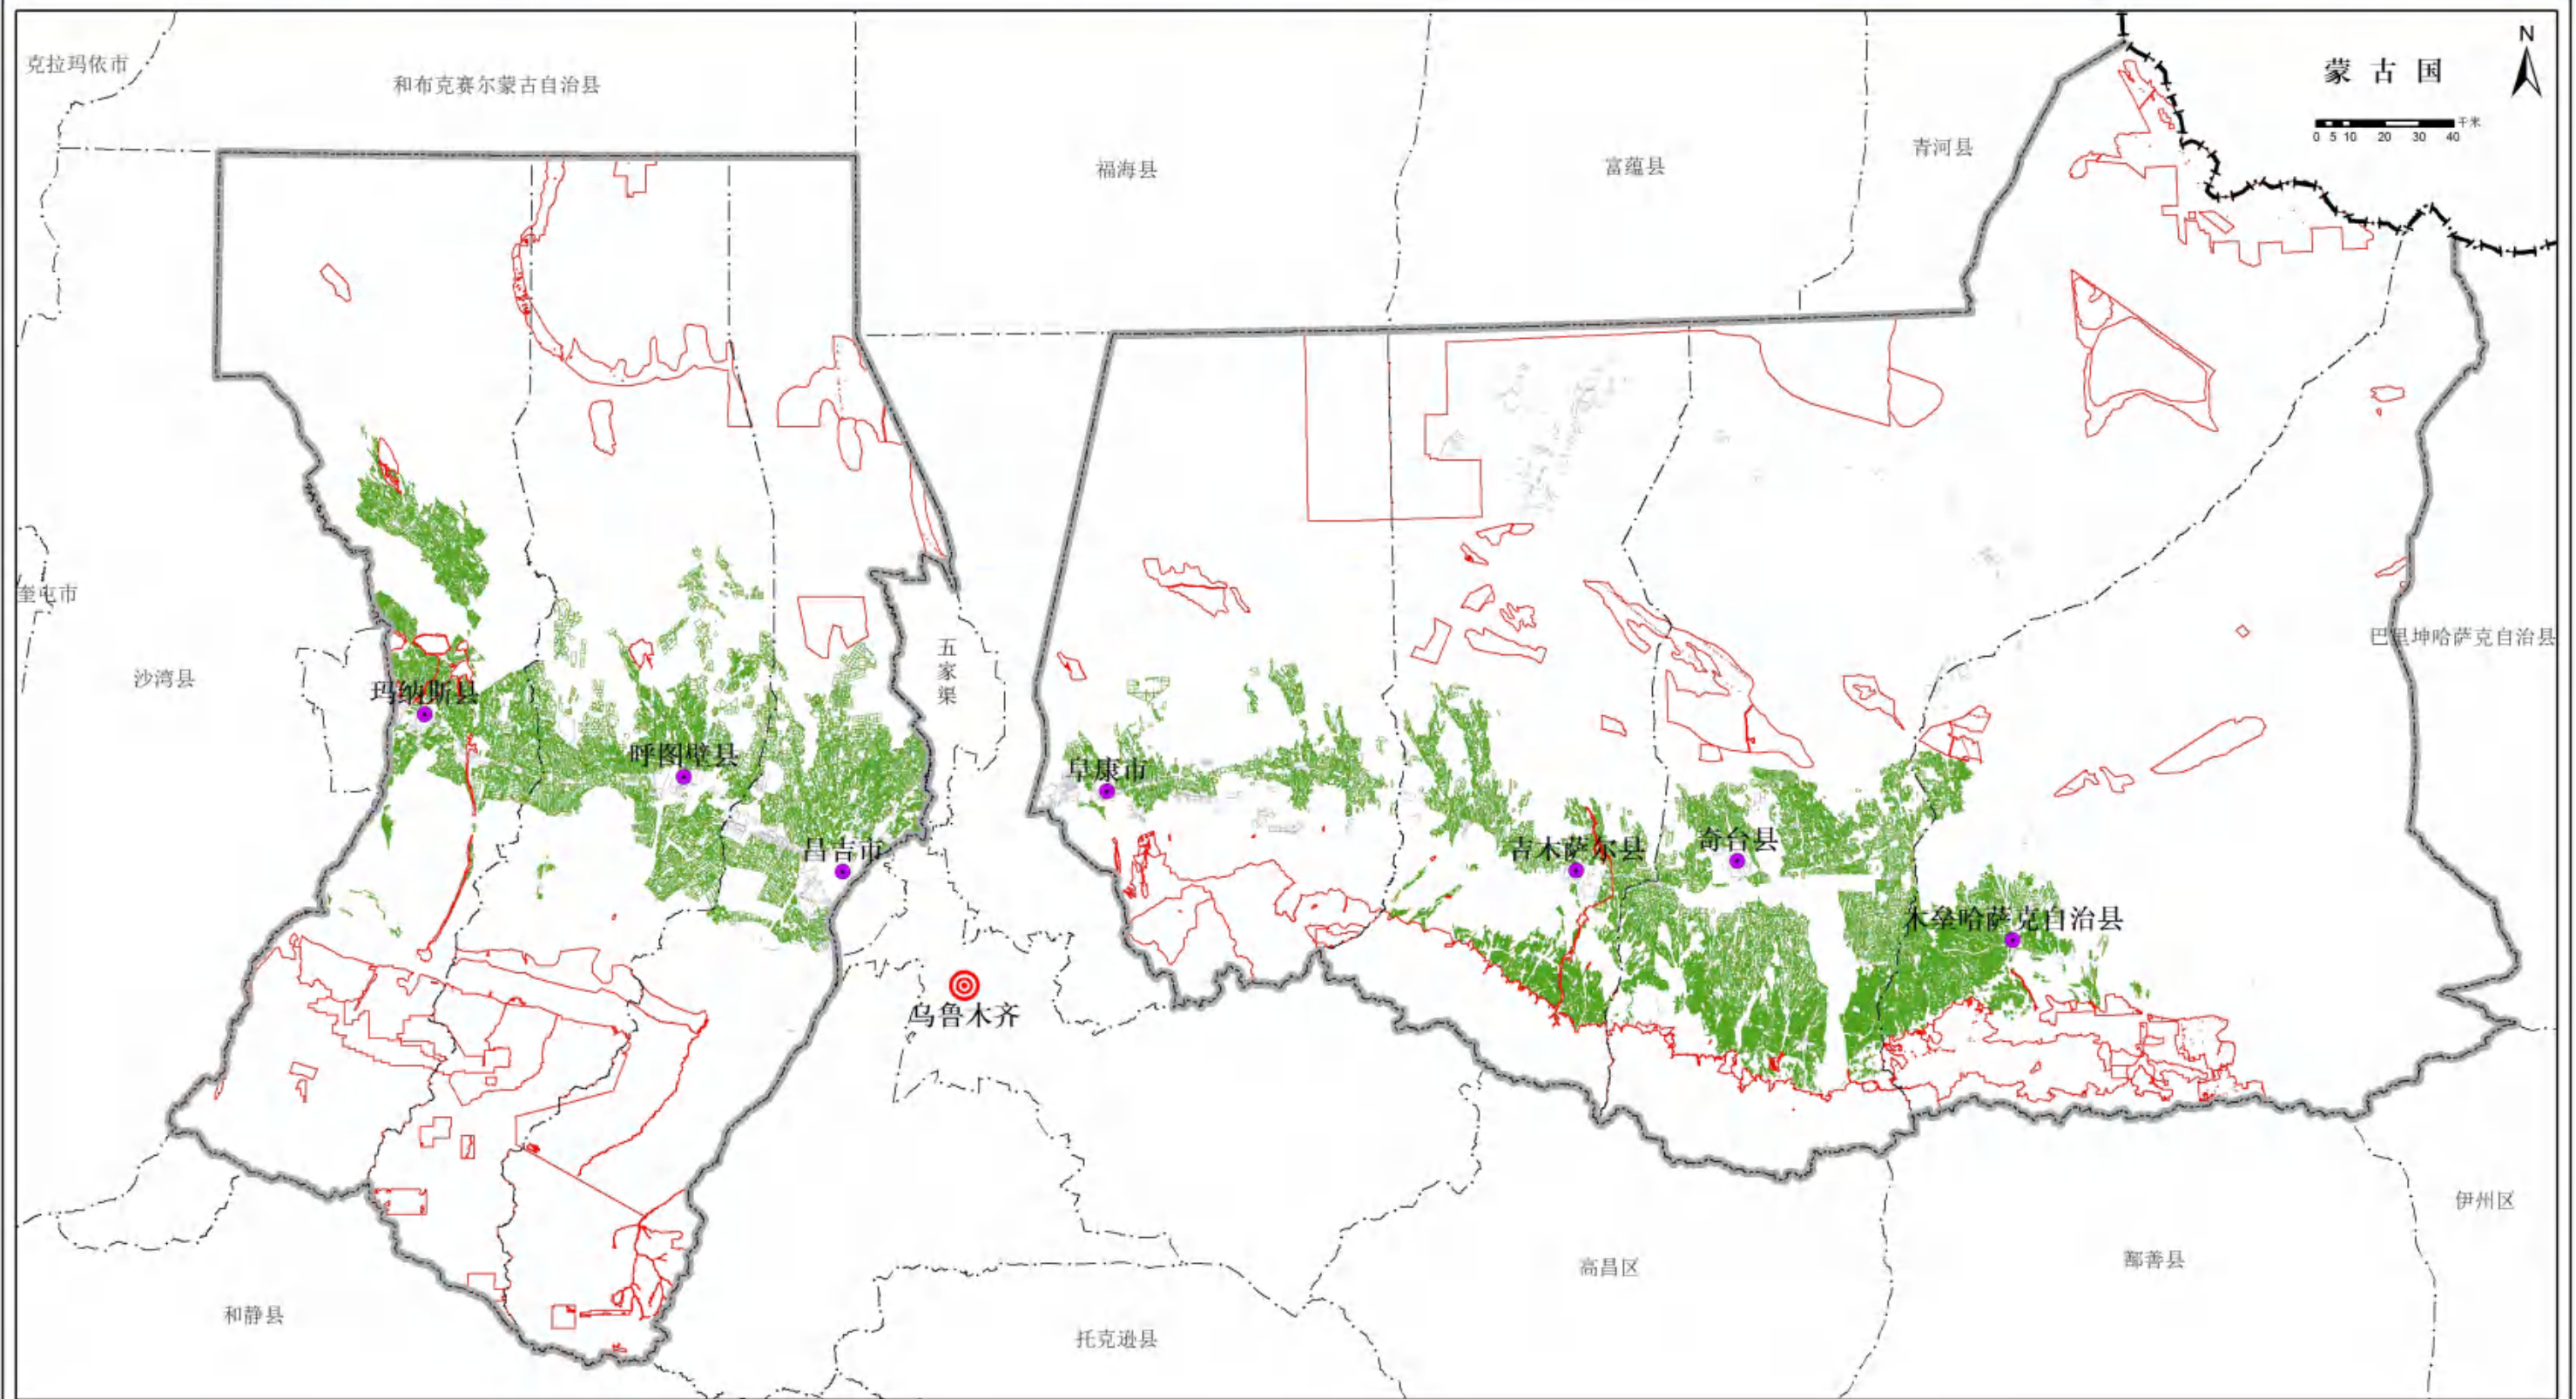 N
克拉玛依市
蒙古国
和布克赛尔蒙古自治县
千米
0 5 10 20 30 40
青河县
福海县
富蕴县
奎屯市
巴里坤哈萨克自治县
五家渠
沙湾县
玛纳斯县
呼图壁县
阜康市
奇台县
昌吉市
吉木萨尔县
木垒哈萨克自治县
乌鲁木齐
伊州区
鄯善县
高昌区
和静县
托克逊县